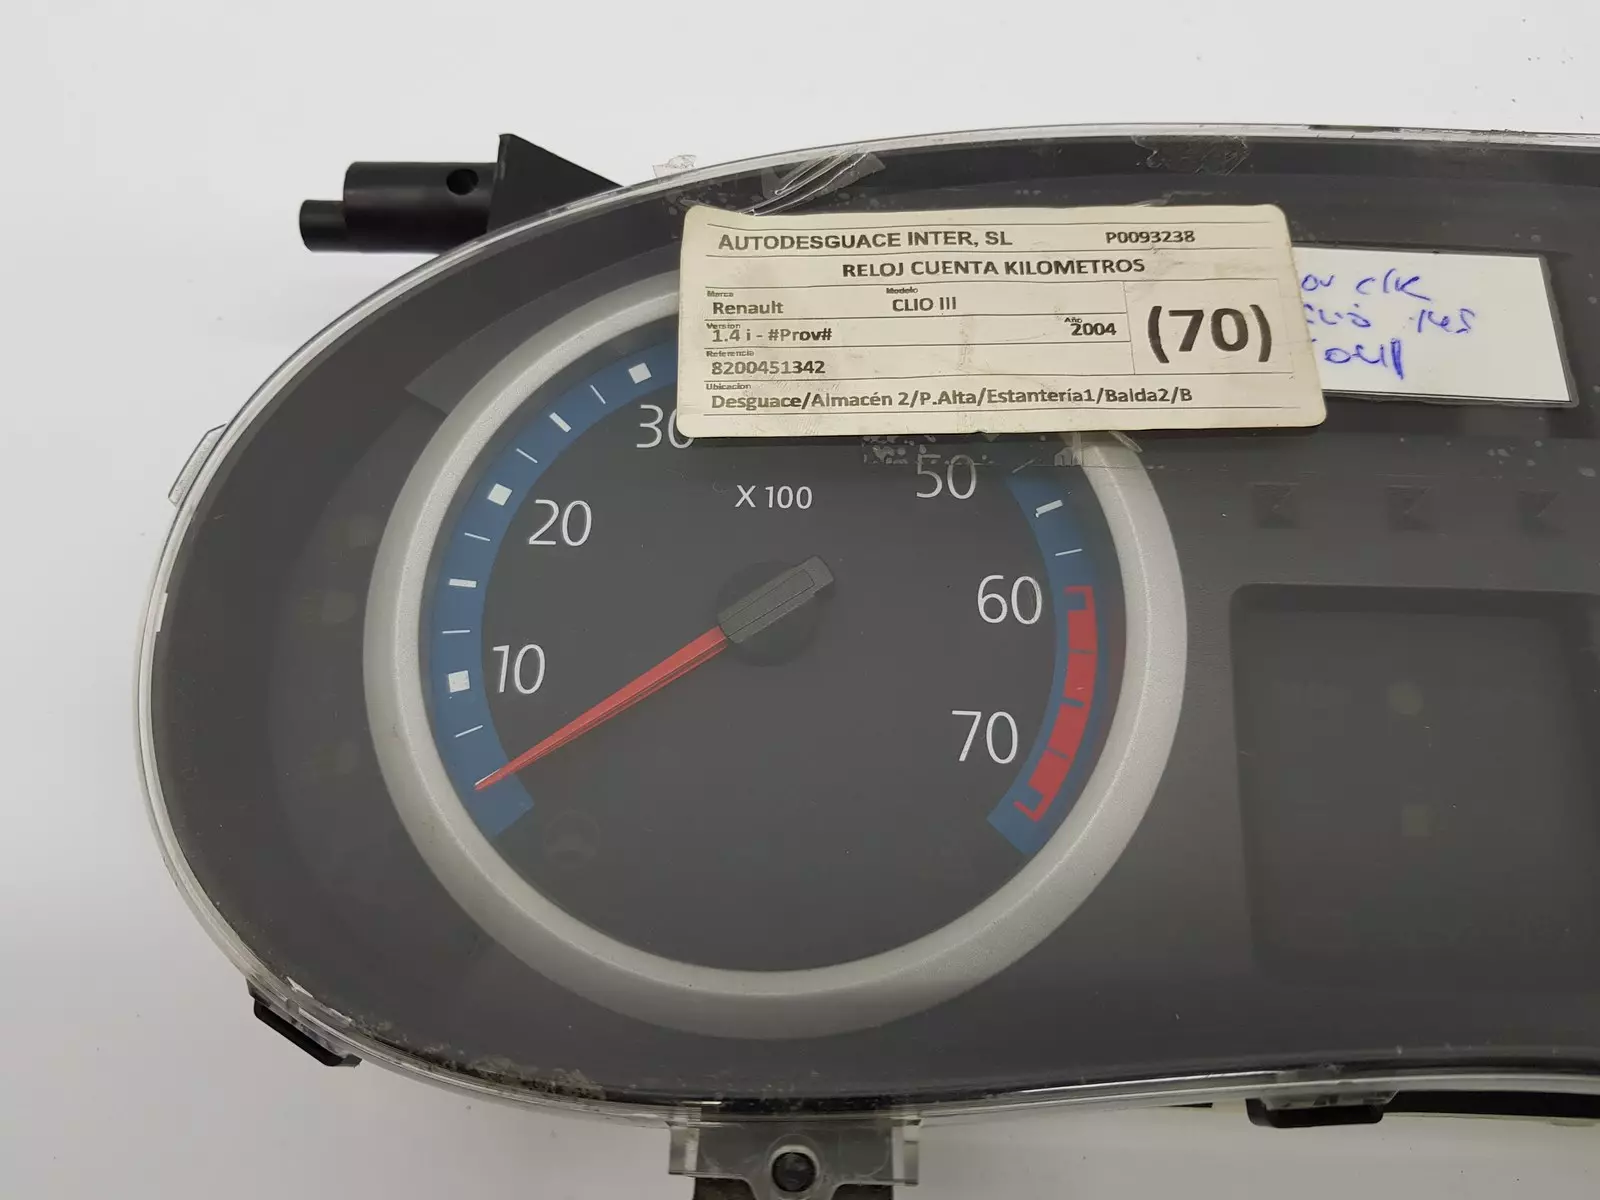 AUTODESGUACE INTER, SL P0093238
RELOJ CUENTA KILOMETROS
Marca Modelo
Renault CLIO III
Version Año
1.4 i - #Prov# 2004
(70)
Referencia
8200451342
Ubicacion
Desguace/Almacén 2/P.Alta/Estantería1/Balda2/B
30
50
X 100
20
60
10
70